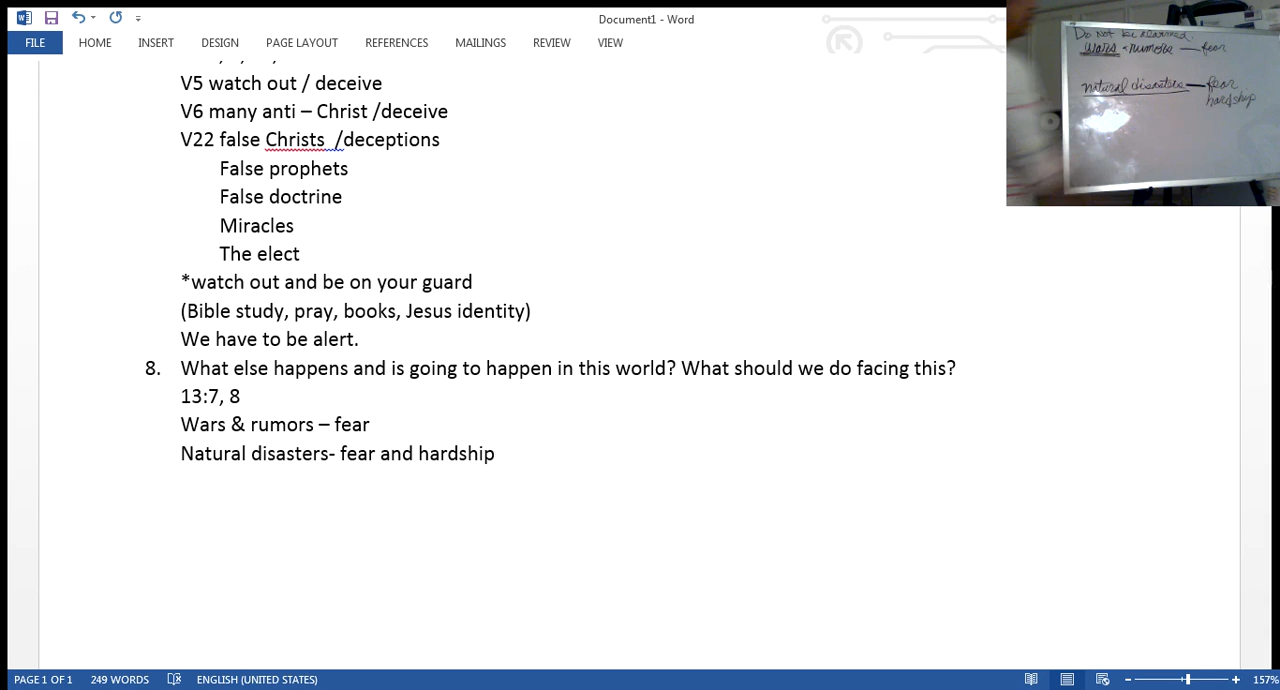 Document1 - Word
FILE HOME INSERT DESIGN PAGE LAYOUT REFERENCES MAILINGS REVIEW VIEW
V5 watch out / deceive
V6 many anti – Christ /deceive
V22 false Christs /deceptions
False prophets
False doctrine
Miracles
The elect
*watch out and be on your guard
(Bible study, pray, books, Jesus identity)
We have to be alert.
8. What else happens and is going to happen in this world? What should we do facing this?
13:7, 8
Wars & rumors – fear
Natural disasters- fear and hardship
Do not be alarmed.
wars + rumors — fear
natural disasters — fear
hardship
PAGE 1 OF 1 249 WORDS ENGLISH (UNITED STATES) 157%